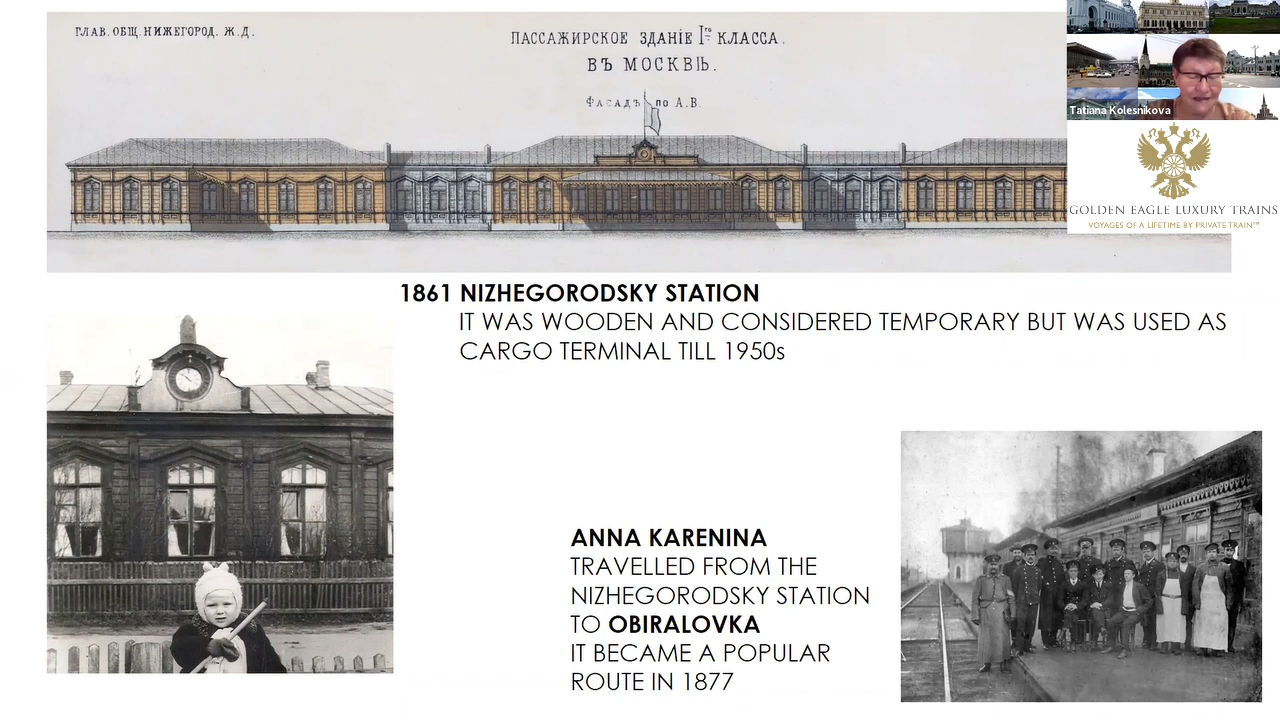 ГЛАВ. ОБЩ. НИЖЕГОРОД. Ж. Д.
ПАССАЖИРСКОЕ ЗДАНІЕ Iго КЛАССА.
ВЪ МОСКВѢ.
ФАСАДЪ ПО А.В.
Tatiana Kolesnikova
GOLDEN EAGLE LUXURY TRAINS
VOYAGES OF A LIFETIME BY PRIVATE TRAIN™
1861 NIZHEGORODSKY STATION
IT WAS WOODEN AND CONSIDERED TEMPORARY BUT WAS USED AS
CARGO TERMINAL TILL 1950s
ANNA KARENINA
TRAVELLED FROM THE
NIZHEGORODSKY STATION
TO OBIRALOVKA
IT BECAME A POPULAR
ROUTE IN 1877